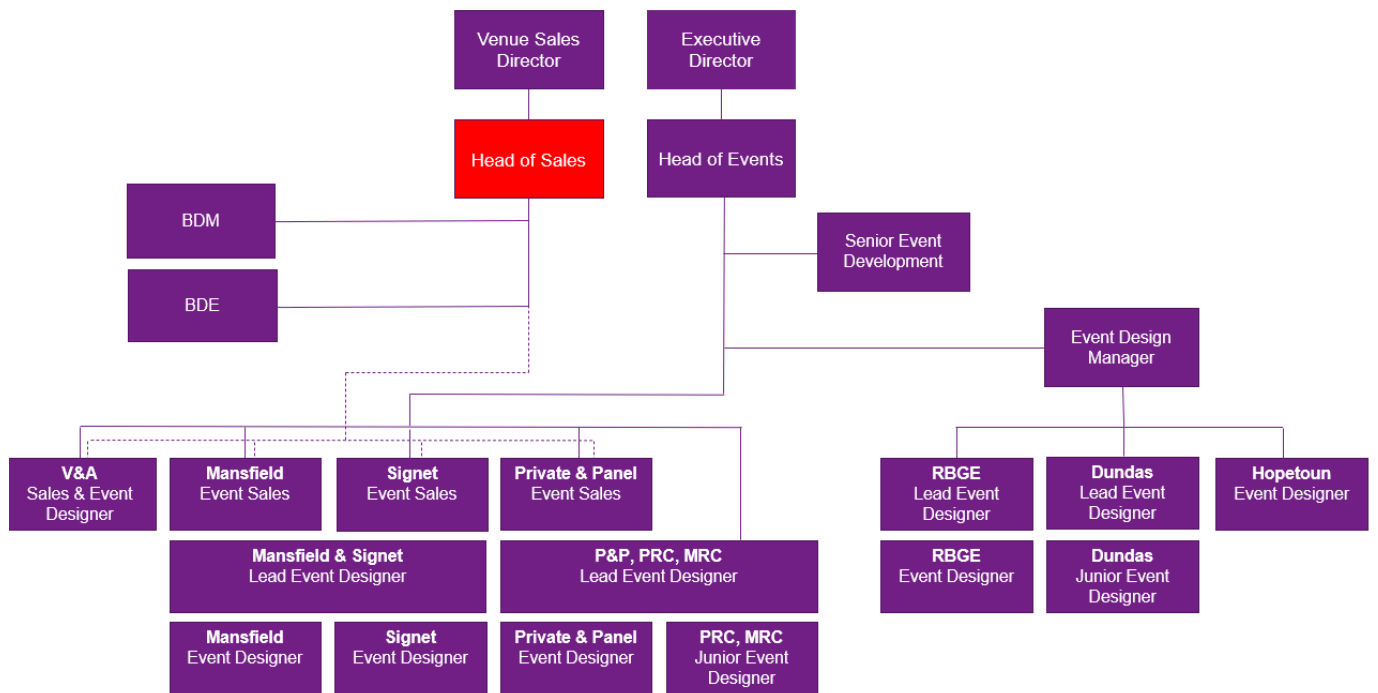 Venue Sales
Director
Executive
Director
Head of Sales
Head of Events
BDM
Senior Event
Development
BDE
Event Design
Manager
V&A
Sales & Event
Designer
Mansfield
Event Sales
Signet
Event Sales
Private & Panel
Event Sales
RBGE
Lead Event
Designer
Dundas
Lead Event
Designer
Hopetoun
Event Designer
Mansfield & Signet
Lead Event Designer
P&P, PRC, MRC
Lead Event Designer
RBGE
Event Designer
Dundas
Junior Event
Designer
Mansfield
Event Designer
Signet
Event Designer
Private & Panel
Event Designer
PRC, MRC
Junior Event
Designer